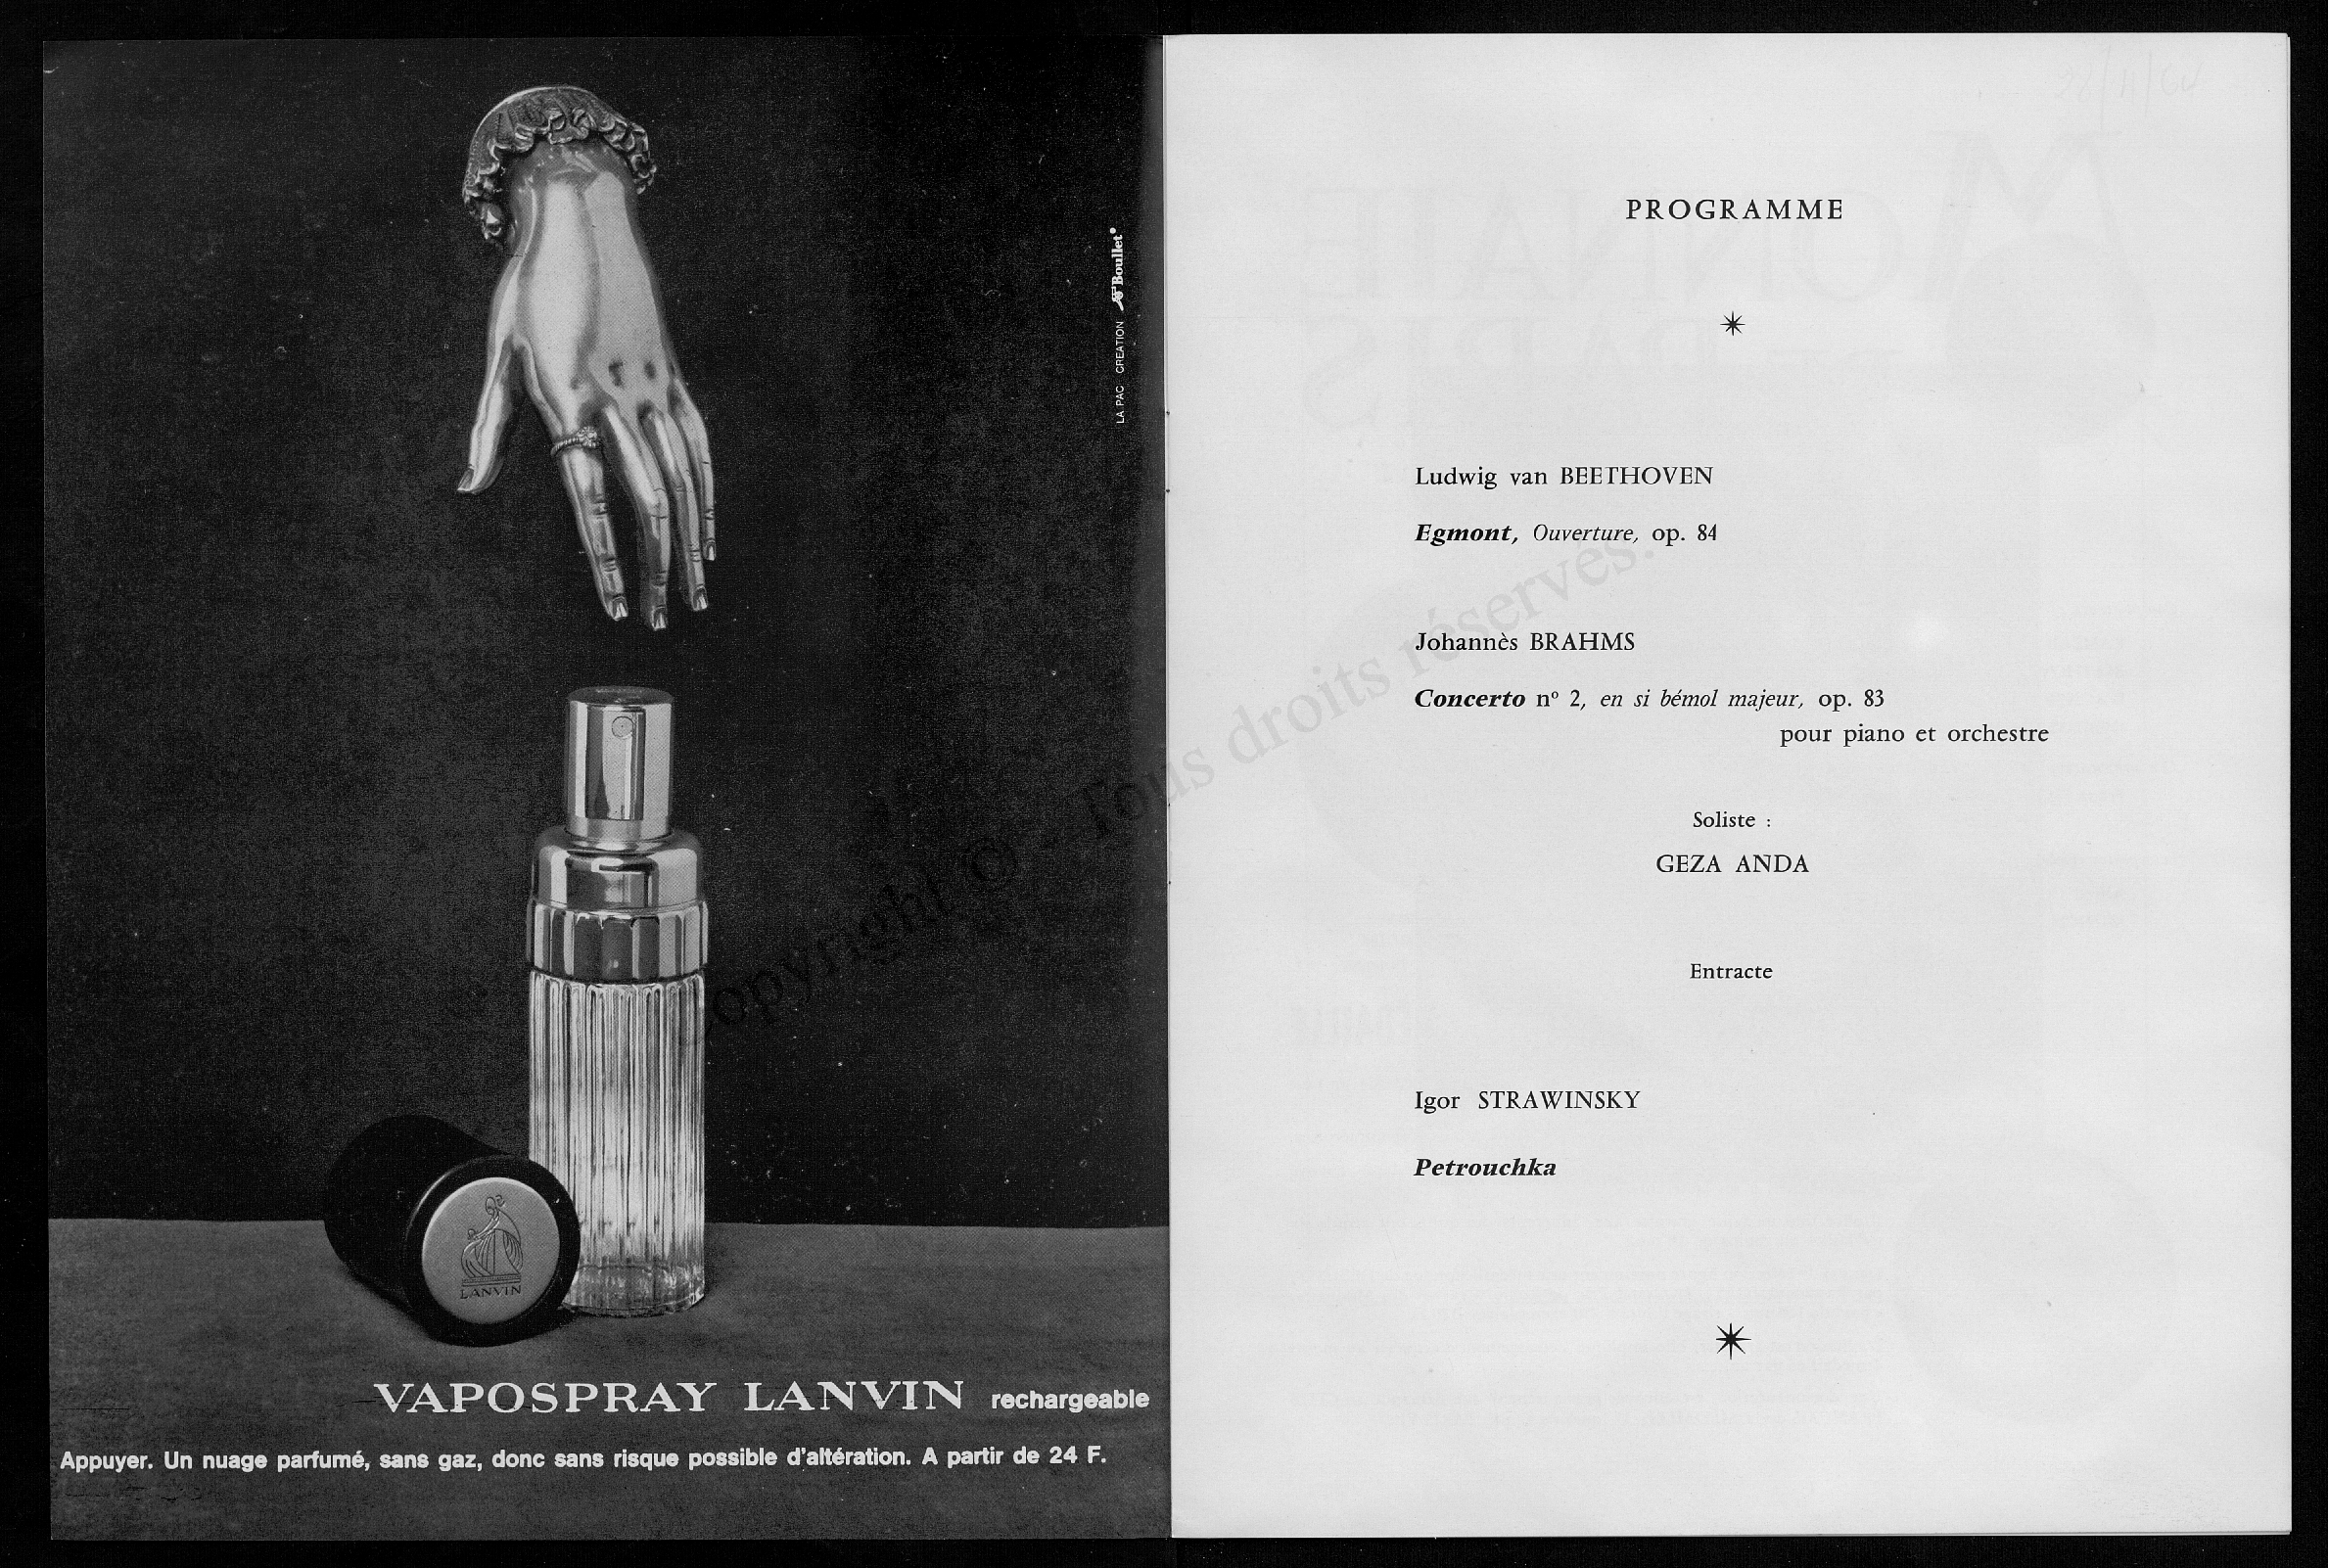 LA PAC CREATION Boullet
LANVIN
VAPOSPRAY LANVIN rechargeable
Appuyer. Un nuage parfumé, sans gaz, donc sans risque possible d'altération. A partir de 24 F.
PROGRAMME
Ludwig van BEETHOVEN
Egmont, Ouverture, op. 84
Johannès BRAHMS
Concerto nº 2, en si bémol majeur, op. 83
pour piano et orchestre
Soliste :
GEZA ANDA
Entracte
Igor STRAWINSKY
Petrouchka
Copyright © - Tous droits réservés.